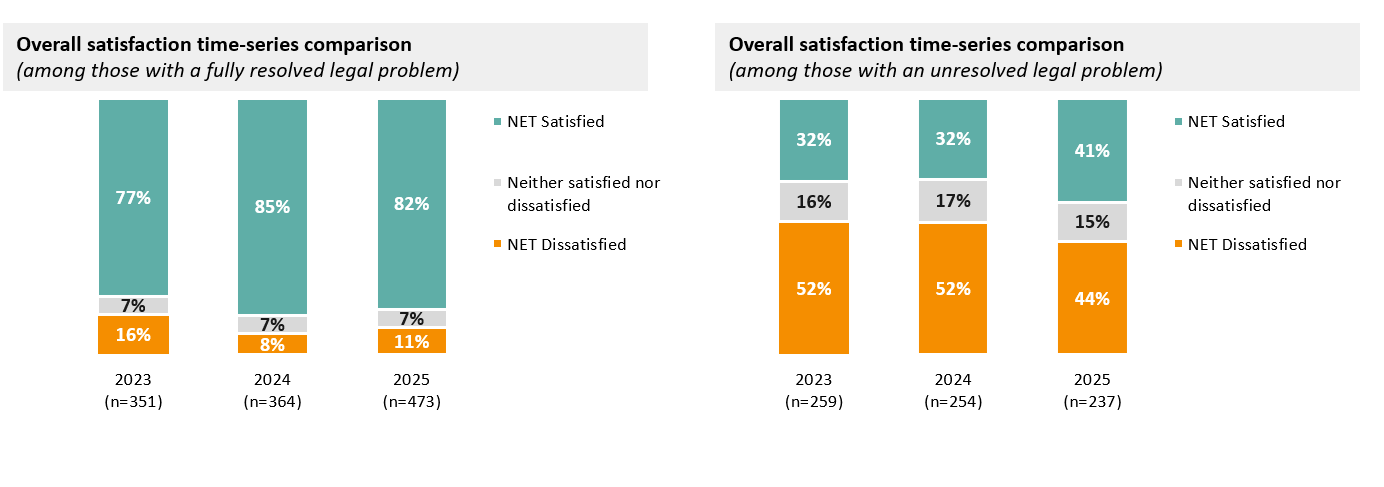 Overall satisfaction time-series comparison
(among those with a fully resolved legal problem)
77%
85%
82%
7%
7%
7%
16%
8%
11%
2023
(n=351)
2024
(n=364)
2025
(n=473)
NET Satisfied
Neither satisfied nor
dissatisfied
NET Dissatisfied
Overall satisfaction time-series comparison
(among those with an unresolved legal problem)
32%
32%
41%
16%
17%
15%
52%
52%
44%
2023
(n=259)
2024
(n=254)
2025
(n=237)
NET Satisfied
Neither satisfied nor
dissatisfied
NET Dissatisfied